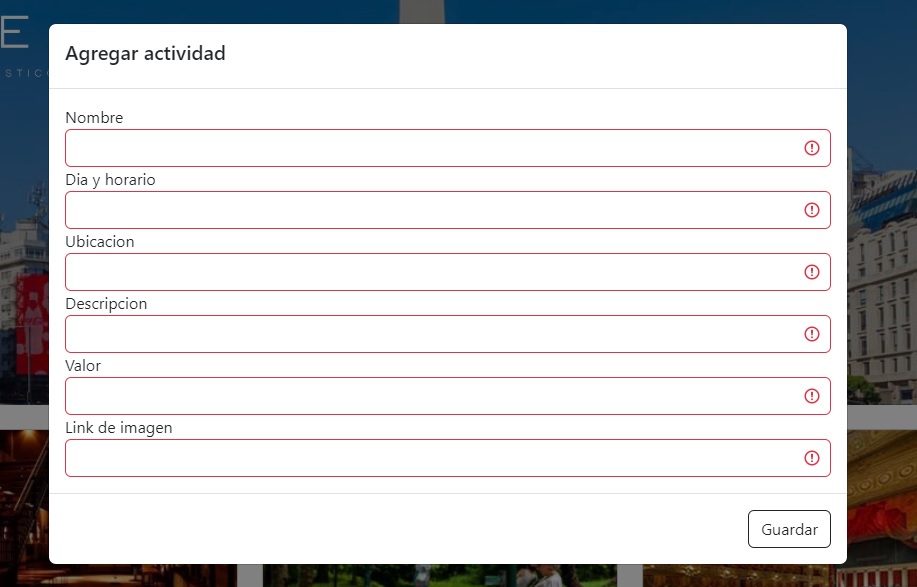 E
Agregar actividad
STICO
Nombre
Dia y horario
Ubicacion
Descripcion
Valor
Link de imagen
Guardar